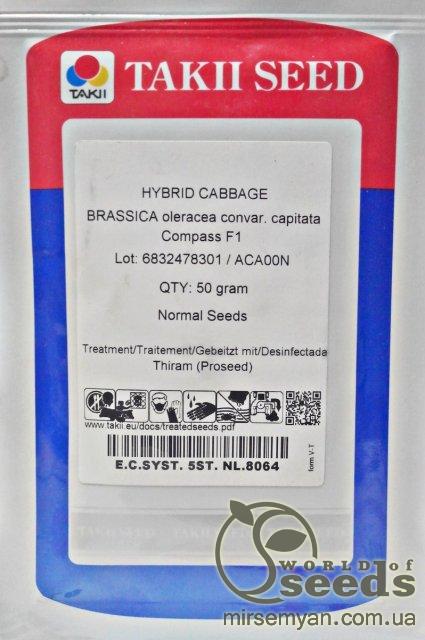 TAKII
TAKII SEED
HYBRID CABBAGE
BRASSICA oleracea convar. capitata
Compass F1
Lot: 6832478301 / ACA00N
QTY: 50 gram
Normal Seeds
Treatment/Traitement/Gebeitzt mit/Desinfectada
Thiram (Proseed)
www.takii.eu/docs/treatedseeds.pdf
E.C.SYST. 5ST. NL.8064
form V-T
TAKII SEED
WORLD of
Seeds
mirsemyan.com.ua